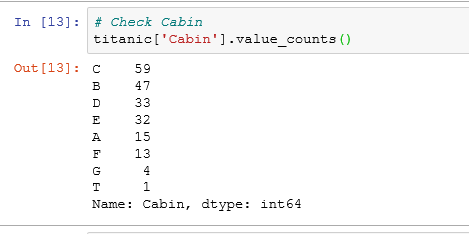 In [13]: # Check Cabin
titanic['Cabin'].value_counts()
Out[13]: C    59
B    47
D    33
E    32
A    15
F    13
G     4
T     1
Name: Cabin, dtype: int64